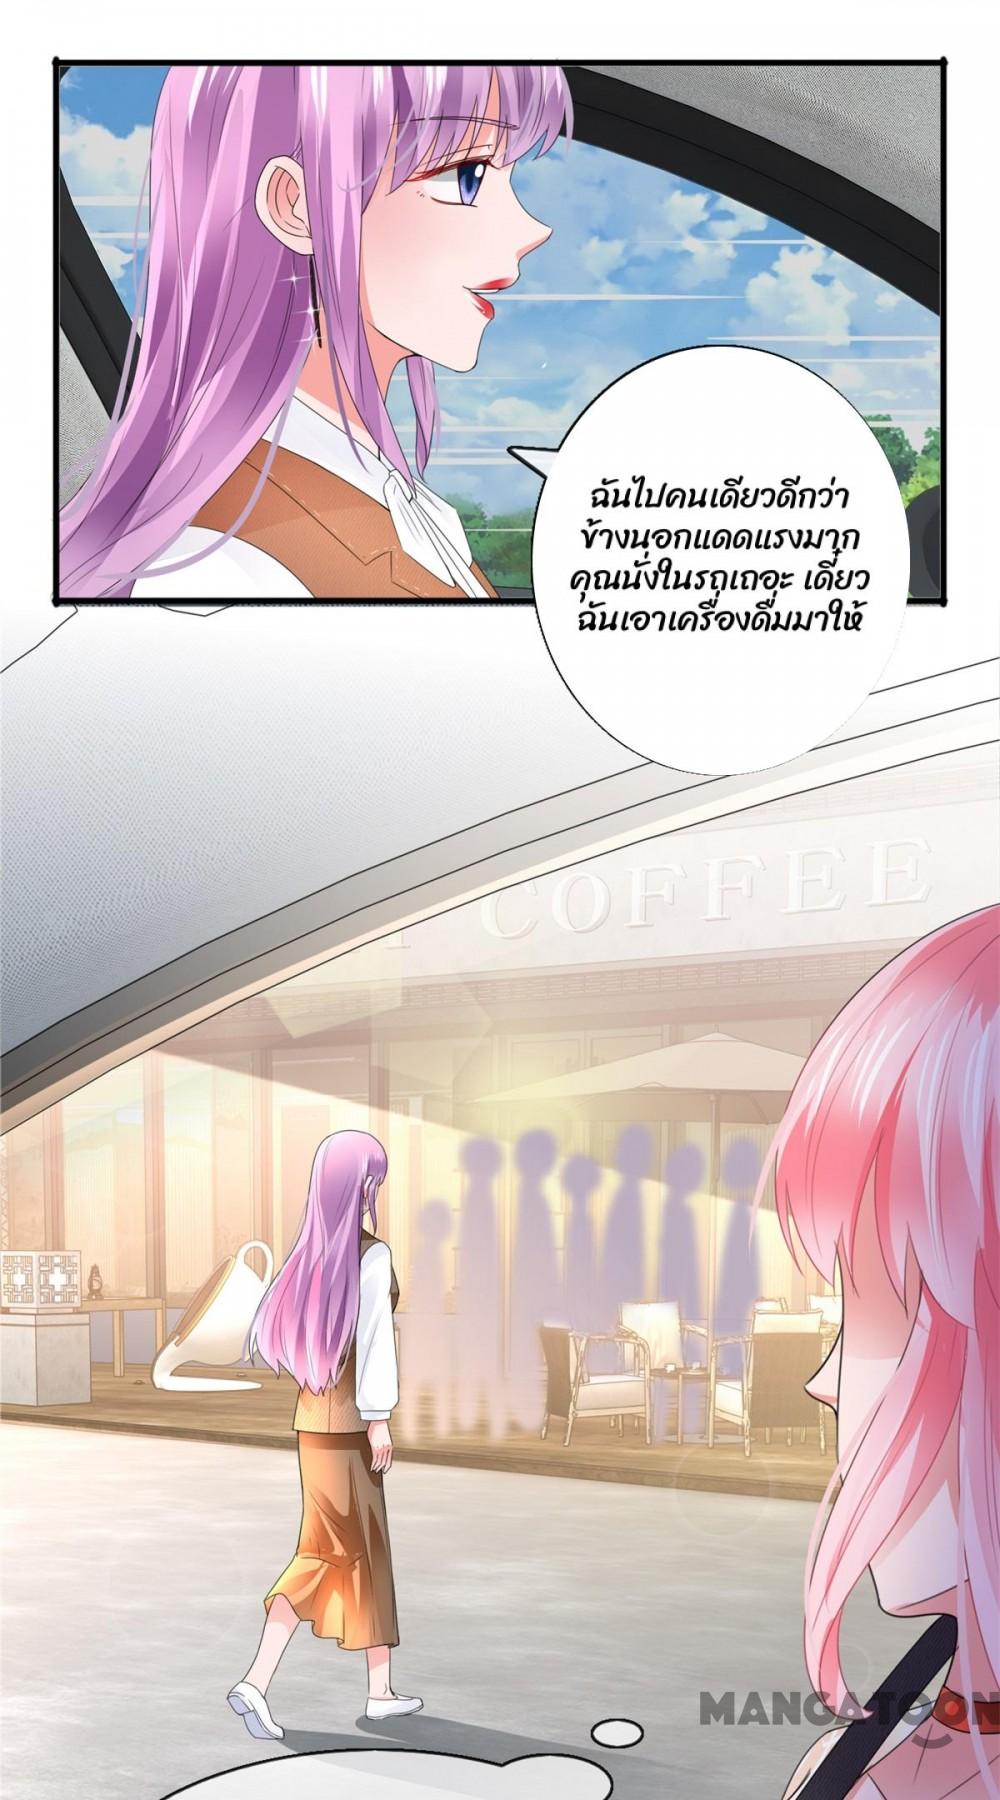 ฉันไปคนเดียวดีกว่า
ข้างนอกแดดแรงมาก
คุณนั่งในรถเถอะ เดี๋ยว
ฉันเอาเครื่องดื่มมาให้
COFFEE
MANGATOON